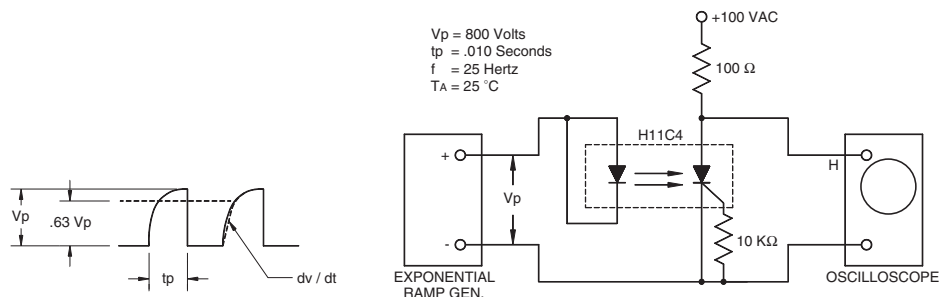 Vp = 800 Volts
tp = .010 Seconds
f = 25 Hertz
TA = 25 °C
+100 VAC
100 Ω
H11C4
+
Vp
-
H
10 KΩ
EXPONENTIAL
RAMP GEN.
OSCILLOSCOPE
Vp
.63 Vp
tp
dv / dt